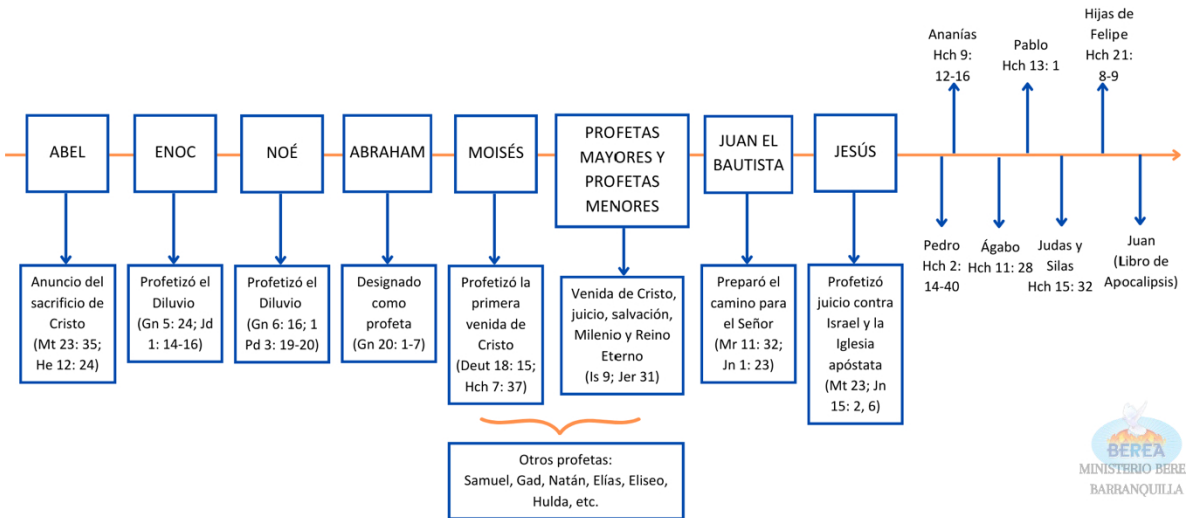 Ananías
Hch 9:
12-16
Pablo
Hch 13: 1
Hijas de
Felipe
Hch 21:
8-9
ABEL
ENOC
NOÉ
ABRAHAM
MOISÉS
PROFETAS
MAYORES Y
PROFETAS
MENORES
JUAN EL
BAUTISTA
JESÚS
Anuncio del
sacrificio de
Cristo
(Mt 23: 35;
He 12: 24)
Profetizó el
Diluvio
(Gn 5: 24; Jd
1: 14-16)
Profetizó el
Diluvio
(Gn 6: 16; 1
Pd 3: 19-20)
Designado
como
profeta
(Gn 20: 1-7)
Profetizó la
primera
venida de
Cristo
(Deut 18: 15;
Hch 7: 37)
Venida de Cristo,
juicio, salvación,
Milenio y Reino
Eterno
(Is 9; Jer 31)
Preparó el
camino para
el Señor
(Mr 11: 32;
Jn 1: 23)
Profetizó
juicio contra
Israel y la
Iglesia
apóstata
(Mt 23; Jn
15: 2, 6)
Pedro
Hch 2:
14-40
Ágabo
Hch 11: 28
Judas y
Silas
Hch 15: 32
Juan
(Libro de
Apocalipsis)
Otros profetas:
Samuel, Gad, Natán, Elías, Eliseo,
Hulda, etc.
BEREA
MINISTERIO BERE
BARRANQUILLA